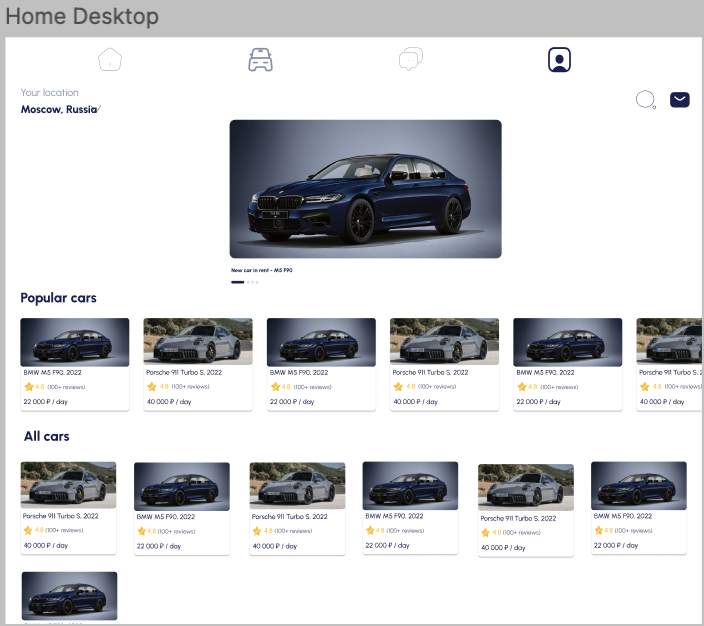 Home Desktop
Your location
Moscow, Russia
New car in rent - M5 F90
Popular cars
BMW M5 F90, 2022
4.8 (100+ reviews)
22 000 ₽ / day
Porsche 911 Turbo S, 2022
4.8 (100+ reviews)
40 000 ₽ / day
BMW M5 F90, 2022
4.8 (100+ reviews)
22 000 ₽ / day
Porsche 911 Turbo S, 2022
4.8 (100+ reviews)
40 000 ₽ / day
BMW M5 F90, 2022
4.8 (100+ reviews)
22 000 ₽ / day
Porsche 911 Turbo S, 2
4.8 (100+ reviews)
40 000 ₽ / day
All cars
Porsche 911 Turbo S, 2022
4.8 (100+ reviews)
40 000 ₽ / day
BMW M5 F90, 2022
4.8 (100+ reviews)
22 000 ₽ / day
Porsche 911 Turbo S, 2022
4.8 (100+ reviews)
40 000 ₽ / day
BMW M5 F90, 2022
4.8 (100+ reviews)
22 000 ₽ / day
Porsche 911 Turbo S, 2022
4.8 (100+ reviews)
40 000 ₽ / day
BMW M5 F90, 2022
4.8 (100+ reviews)
22 000 ₽ / day